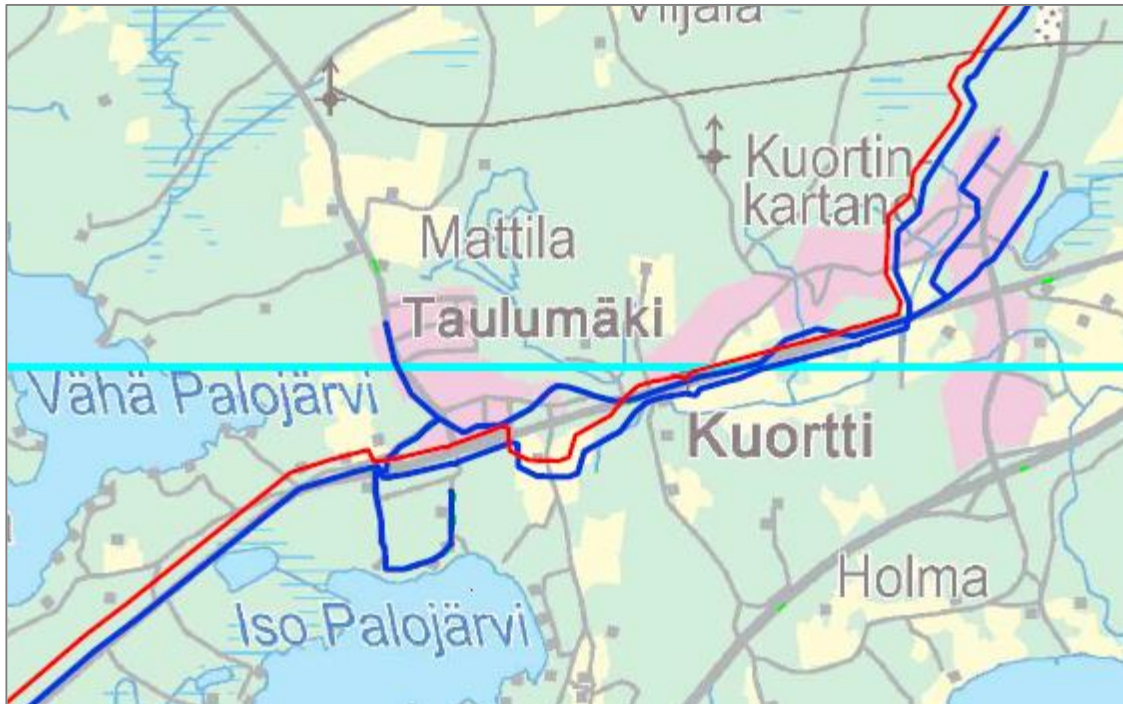 Viljala
Kuortin-
kartano
Mattila
Taulumäki
Vähä Palojärvi
Kuortti
Holma
Iso Palojärvi